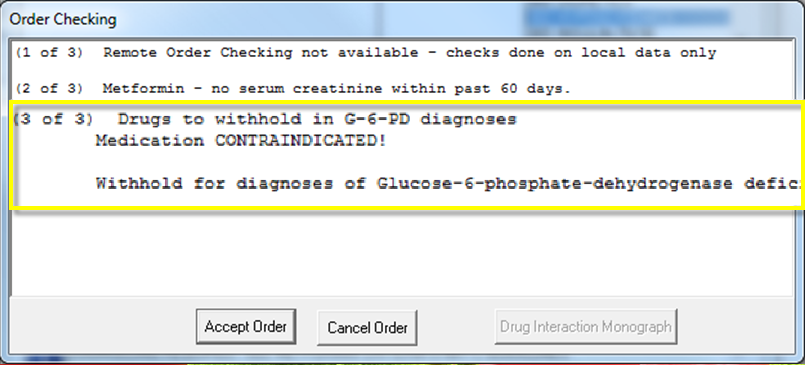 Order Checking
(1 of 3) Remote Order Checking not available - checks done on local data only
(2 of 3) Metformin - no serum creatinine within past 60 days.
(3 of 3) Drugs to withhold in G-6-PD diagnoses
Medication CONTRAINDICATED!
Withhold for diagnoses of Glucose-6-phosphate-dehydrogenase defic
Accept Order Cancel Order Drug Interaction Monograph